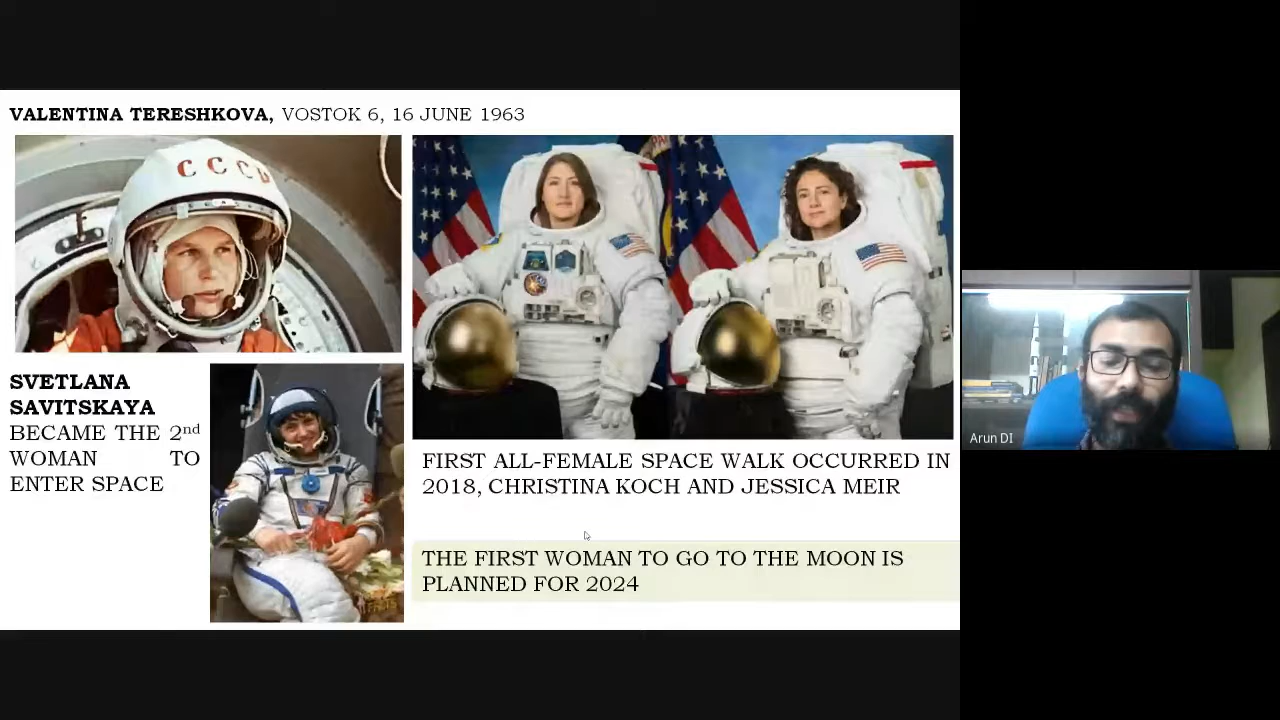 VALENTINA TERESHKOVA, VOSTOK 6, 16 JUNE 1963
CCCP
SVETLANA
SAVITSKAYA
BECAME THE 2nd
WOMAN TO
ENTER SPACE
FIRST ALL-FEMALE SPACE WALK OCCURRED IN
2018, CHRISTINA KOCH AND JESSICA MEIR
THE FIRST WOMAN TO GO TO THE MOON IS
PLANNED FOR 2024
Arun DI